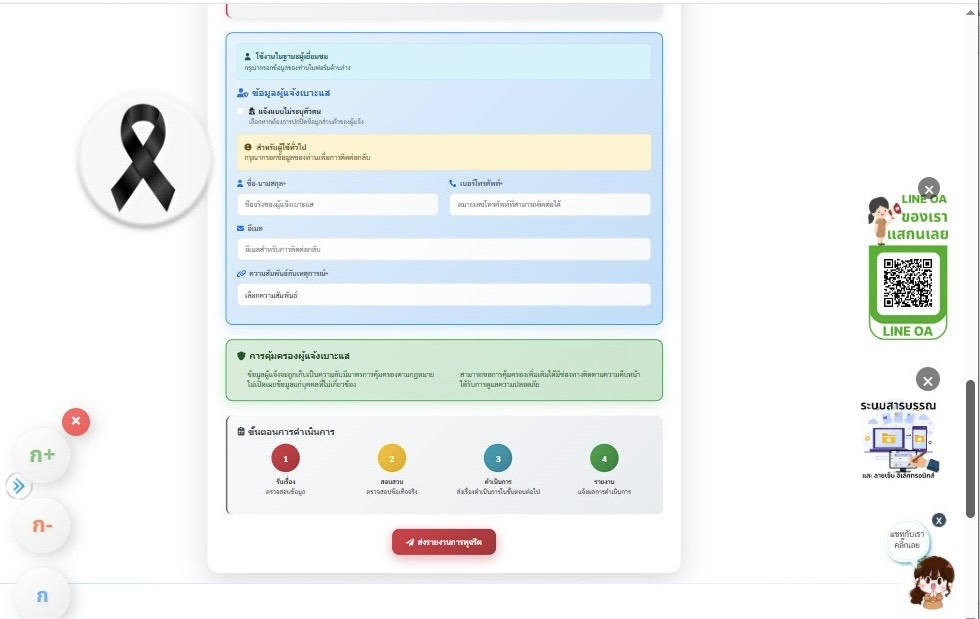 ใช้งานในฐานะผู้เยี่ยมชม
กรุณากรอกข้อมูลของท่านในฟอร์มด้านล่าง
ข้อมูลผู้แจ้งเบาะแส
แจ้งแบบไม่ระบุตัวตน
เลือกหากต้องการปกปิดข้อมูลส่วนตัวของผู้แจ้ง
สำหรับผู้ใช้ทั่วไป
กรุณากรอกข้อมูลของท่านเพื่อการติดต่อกลับ
ชื่อ-นามสกุล*
เบอร์โทรศัพท์*
ชื่อจริงของผู้แจ้งเบาะแส
หมายเลขโทรศัพท์ที่สามารถติดต่อได้
อีเมล
อีเมลสำหรับการติดต่อกลับ
ความสัมพันธ์กับเหตุการณ์*
เลือกความสัมพันธ์
การคุ้มครองผู้แจ้งเบาะแส
ข้อมูลผู้แจ้งจะถูกเก็บเป็นความลับมีมาตรการคุ้มครองตามกฎหมาย
ไม่เปิดเผยข้อมูลแก่บุคคลที่ไม่เกี่ยวข้อง
สามารถขอการคุ้มครองเพิ่มเติมได้มีช่องทางติดตามความคืบหน้า
ได้รับการดูแลความปลอดภัย
ขั้นตอนการดำเนินการ
1
2
3
4
รับเรื่อง
สอบสวน
ดำเนินการ
รายงาน
ตรวจสอบข้อมูล
ตรวจสอบข้อเท็จจริง
ส่งเรื่องดำเนินการในขั้นตอนต่อไป
แจ้งผลการดำเนินการ
ส่งรายงานการทุจริต
ก+
ก-
ก
LINE OA
ของเรา
แสกนเลย
LINE OA
ระบบสารบรรณ
และ ลายเซ็น อิเล็กทรอนิกส์
X
แชทกับเรา
คลิ๊กเลย